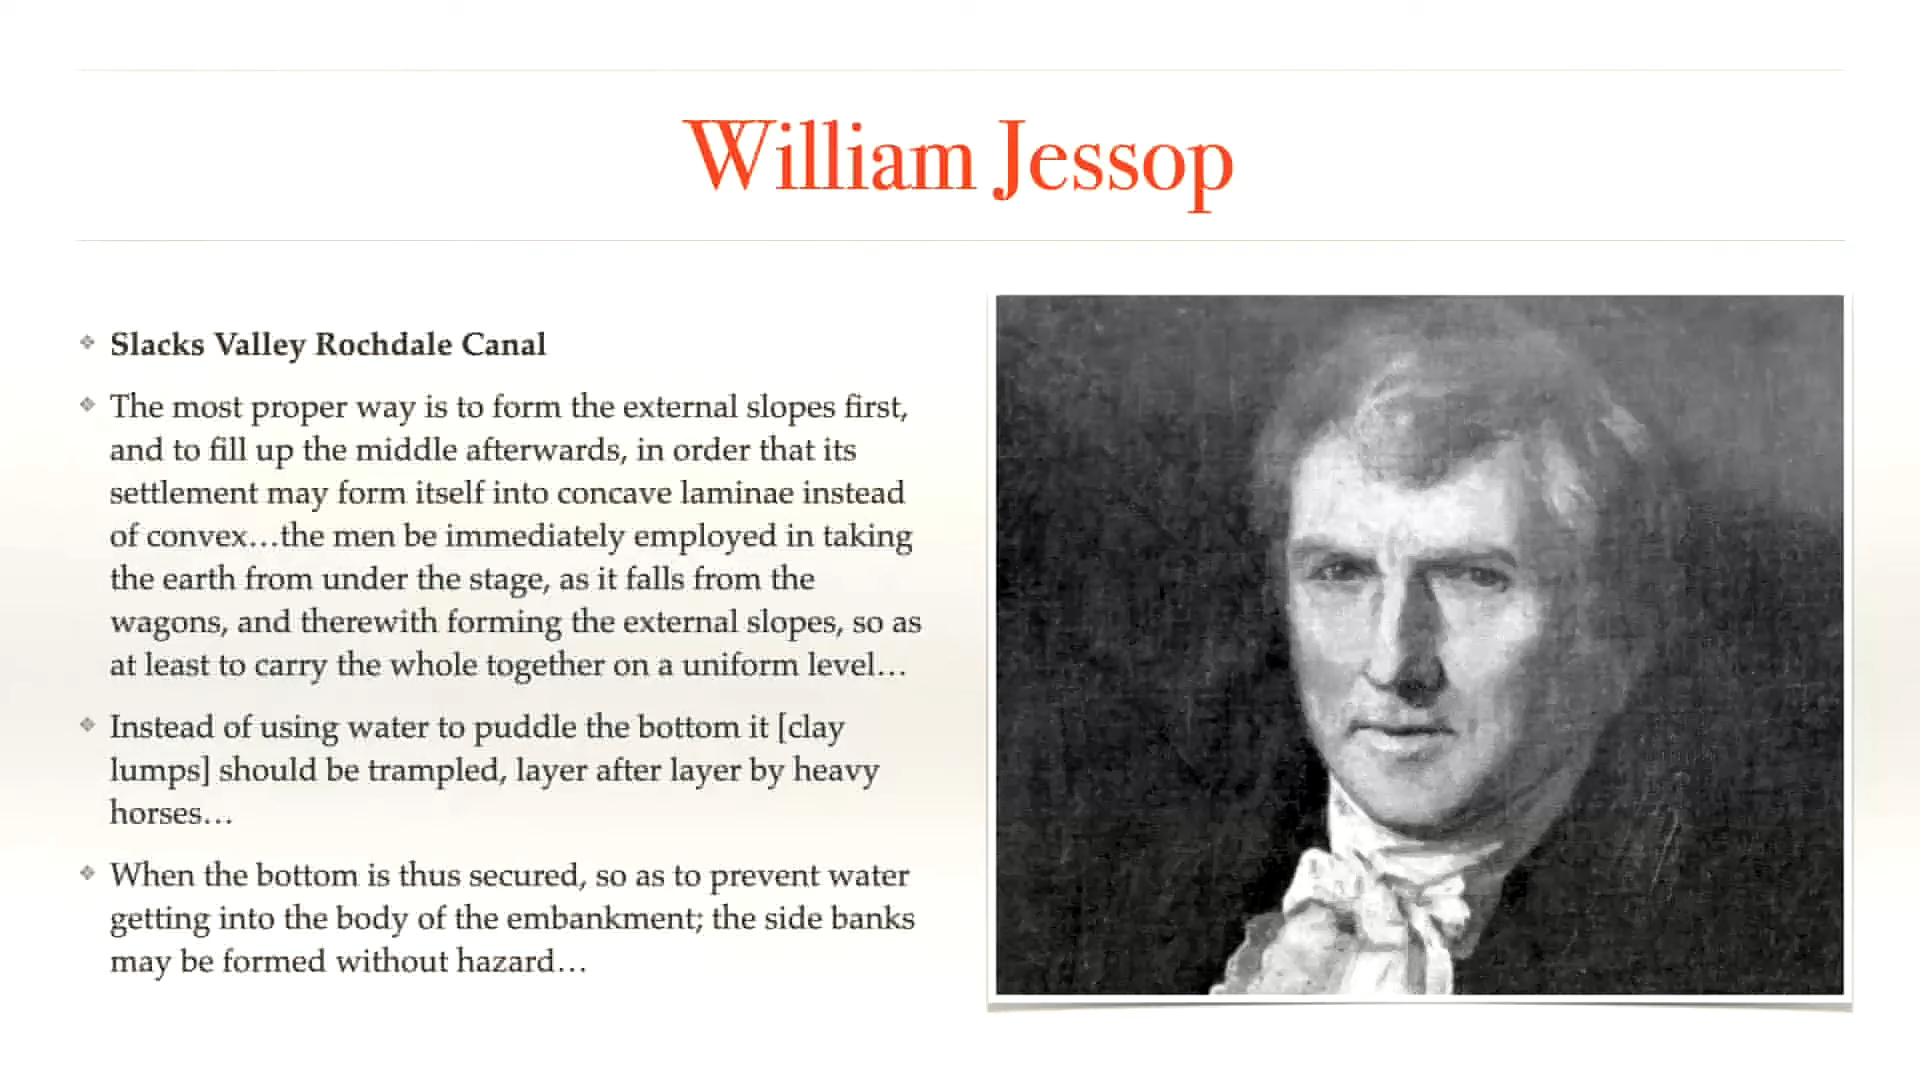 William Jessop
Slacks Valley Rochdale Canal
The most proper way is to form the external slopes first,
and to fill up the middle afterwards, in order that its
settlement may form itself into concave laminae instead
of convex…the men be immediately employed in taking
the earth from under the stage, as it falls from the
wagons, and therewith forming the external slopes, so as
at least to carry the whole together on a uniform level…
Instead of using water to puddle the bottom it [clay
lumps] should be trampled, layer after layer by heavy
horses…
When the bottom is thus secured, so as to prevent water
getting into the body of the embankment; the side banks
may be formed without hazard…